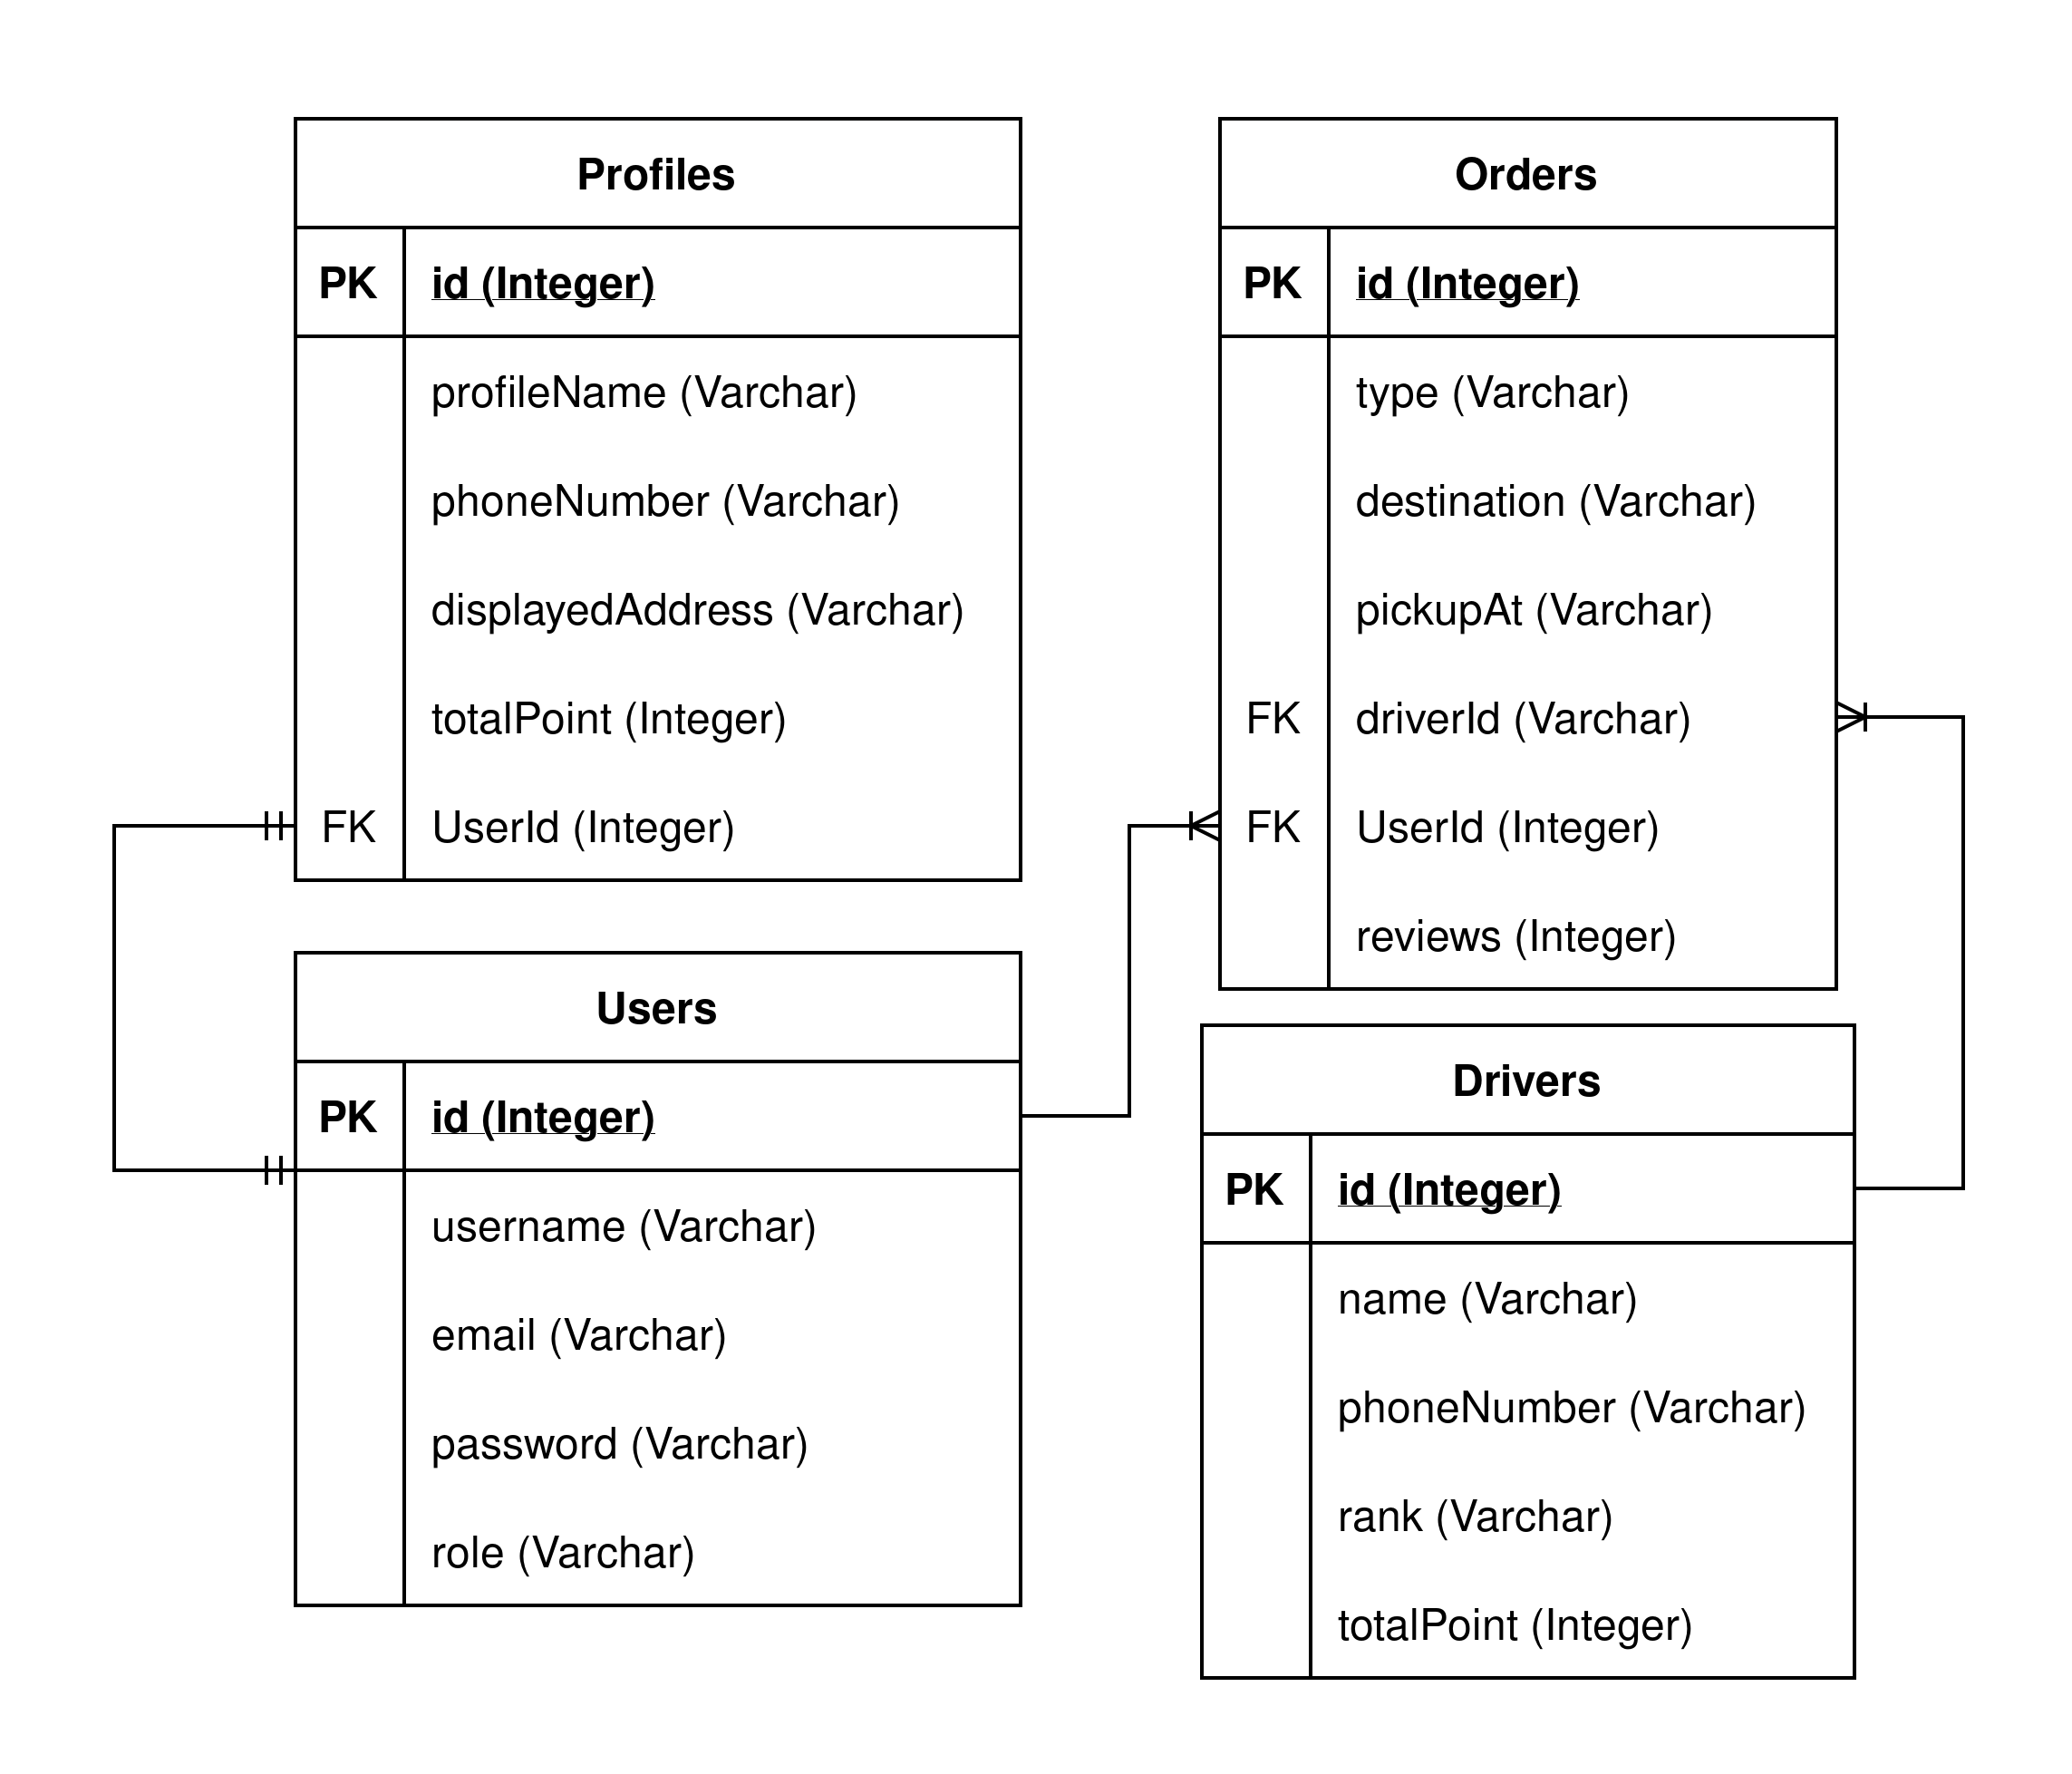 Profiles
PK id (Integer)
profileName (Varchar)
phoneNumber (Varchar)
displayedAddress (Varchar)
totalPoint (Integer)
FK UserId (Integer)
Users
PK id (Integer)
username (Varchar)
email (Varchar)
password (Varchar)
role (Varchar)
Orders
PK id (Integer)
type (Varchar)
destination (Varchar)
pickupAt (Varchar)
FK driverId (Varchar)
FK UserId (Integer)
reviews (Integer)
Drivers
PK id (Integer)
name (Varchar)
phoneNumber (Varchar)
rank (Varchar)
totalPoint (Integer)